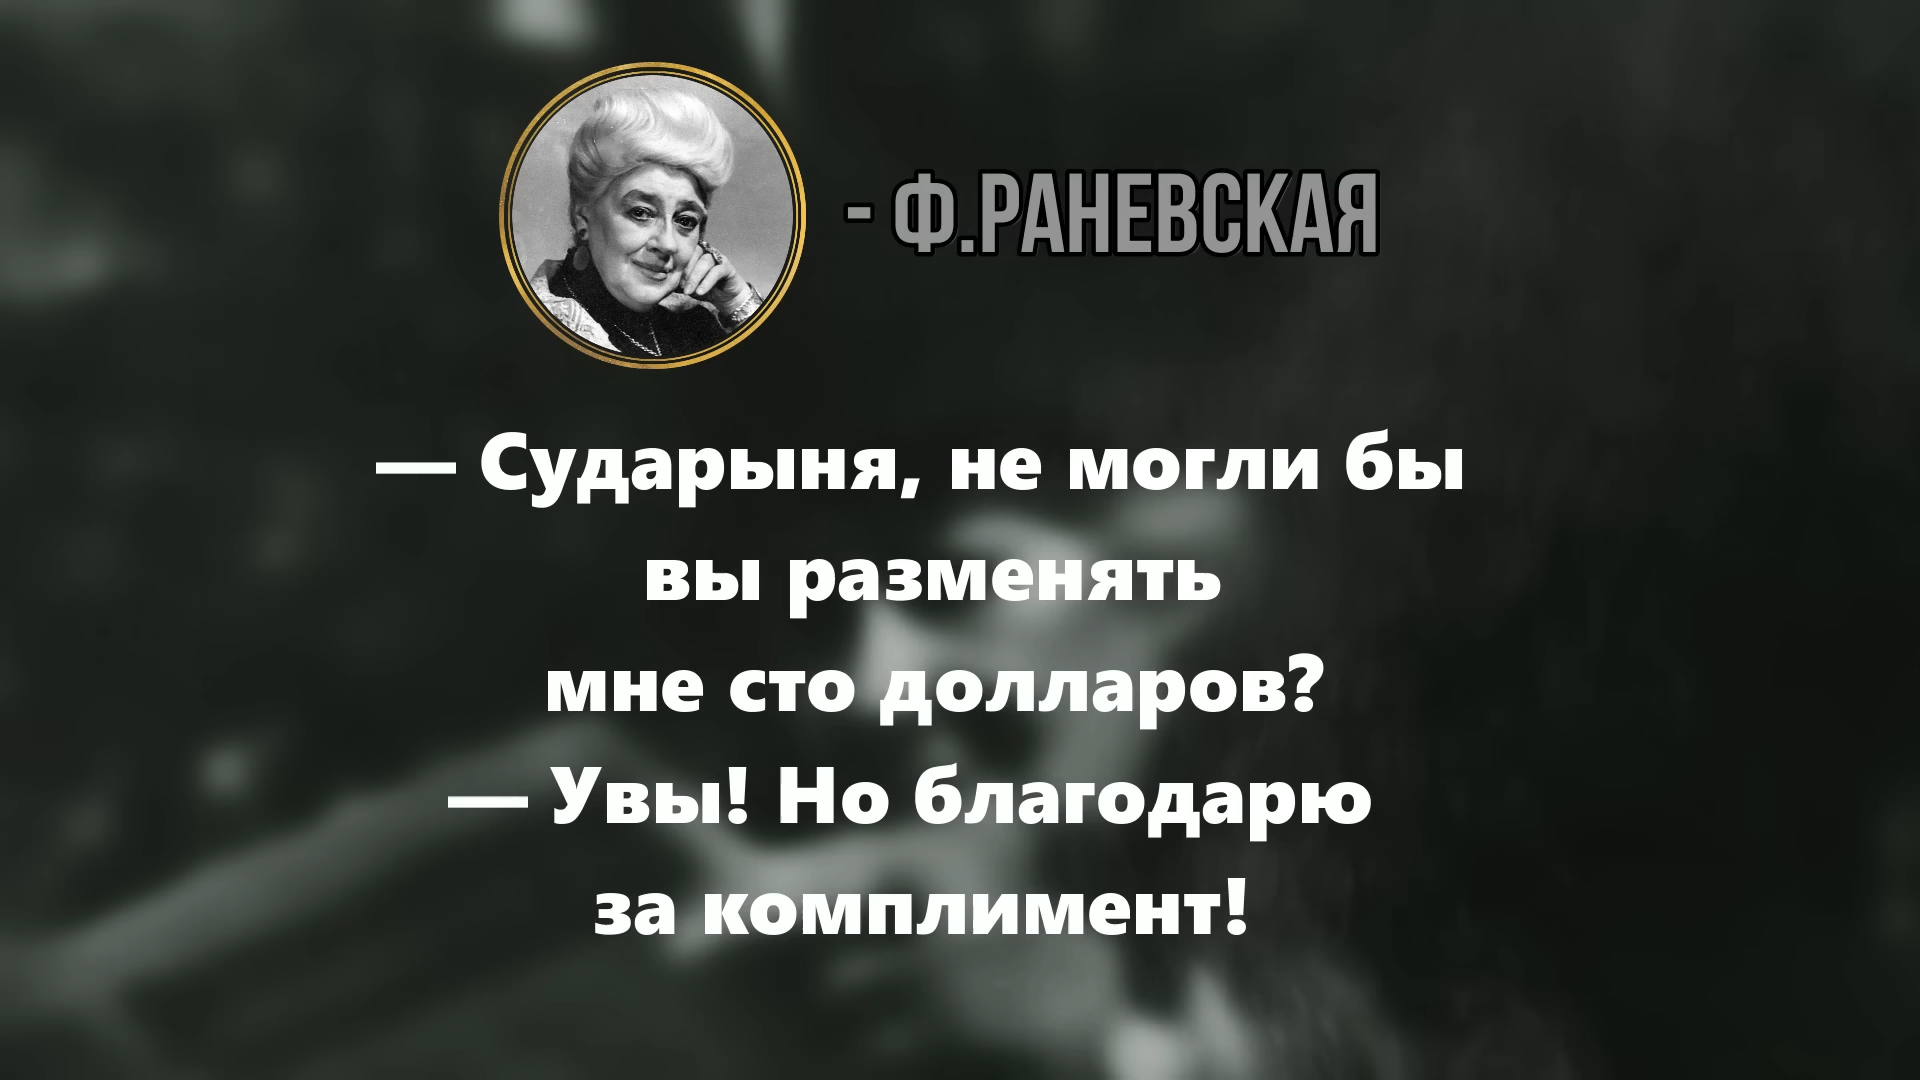 - Ф.РАНЕВСКАЯ
— Сударыня, не могли бы
вы разменять
мне сто долларов?
— Увы! Но благодарю
за комплимент!